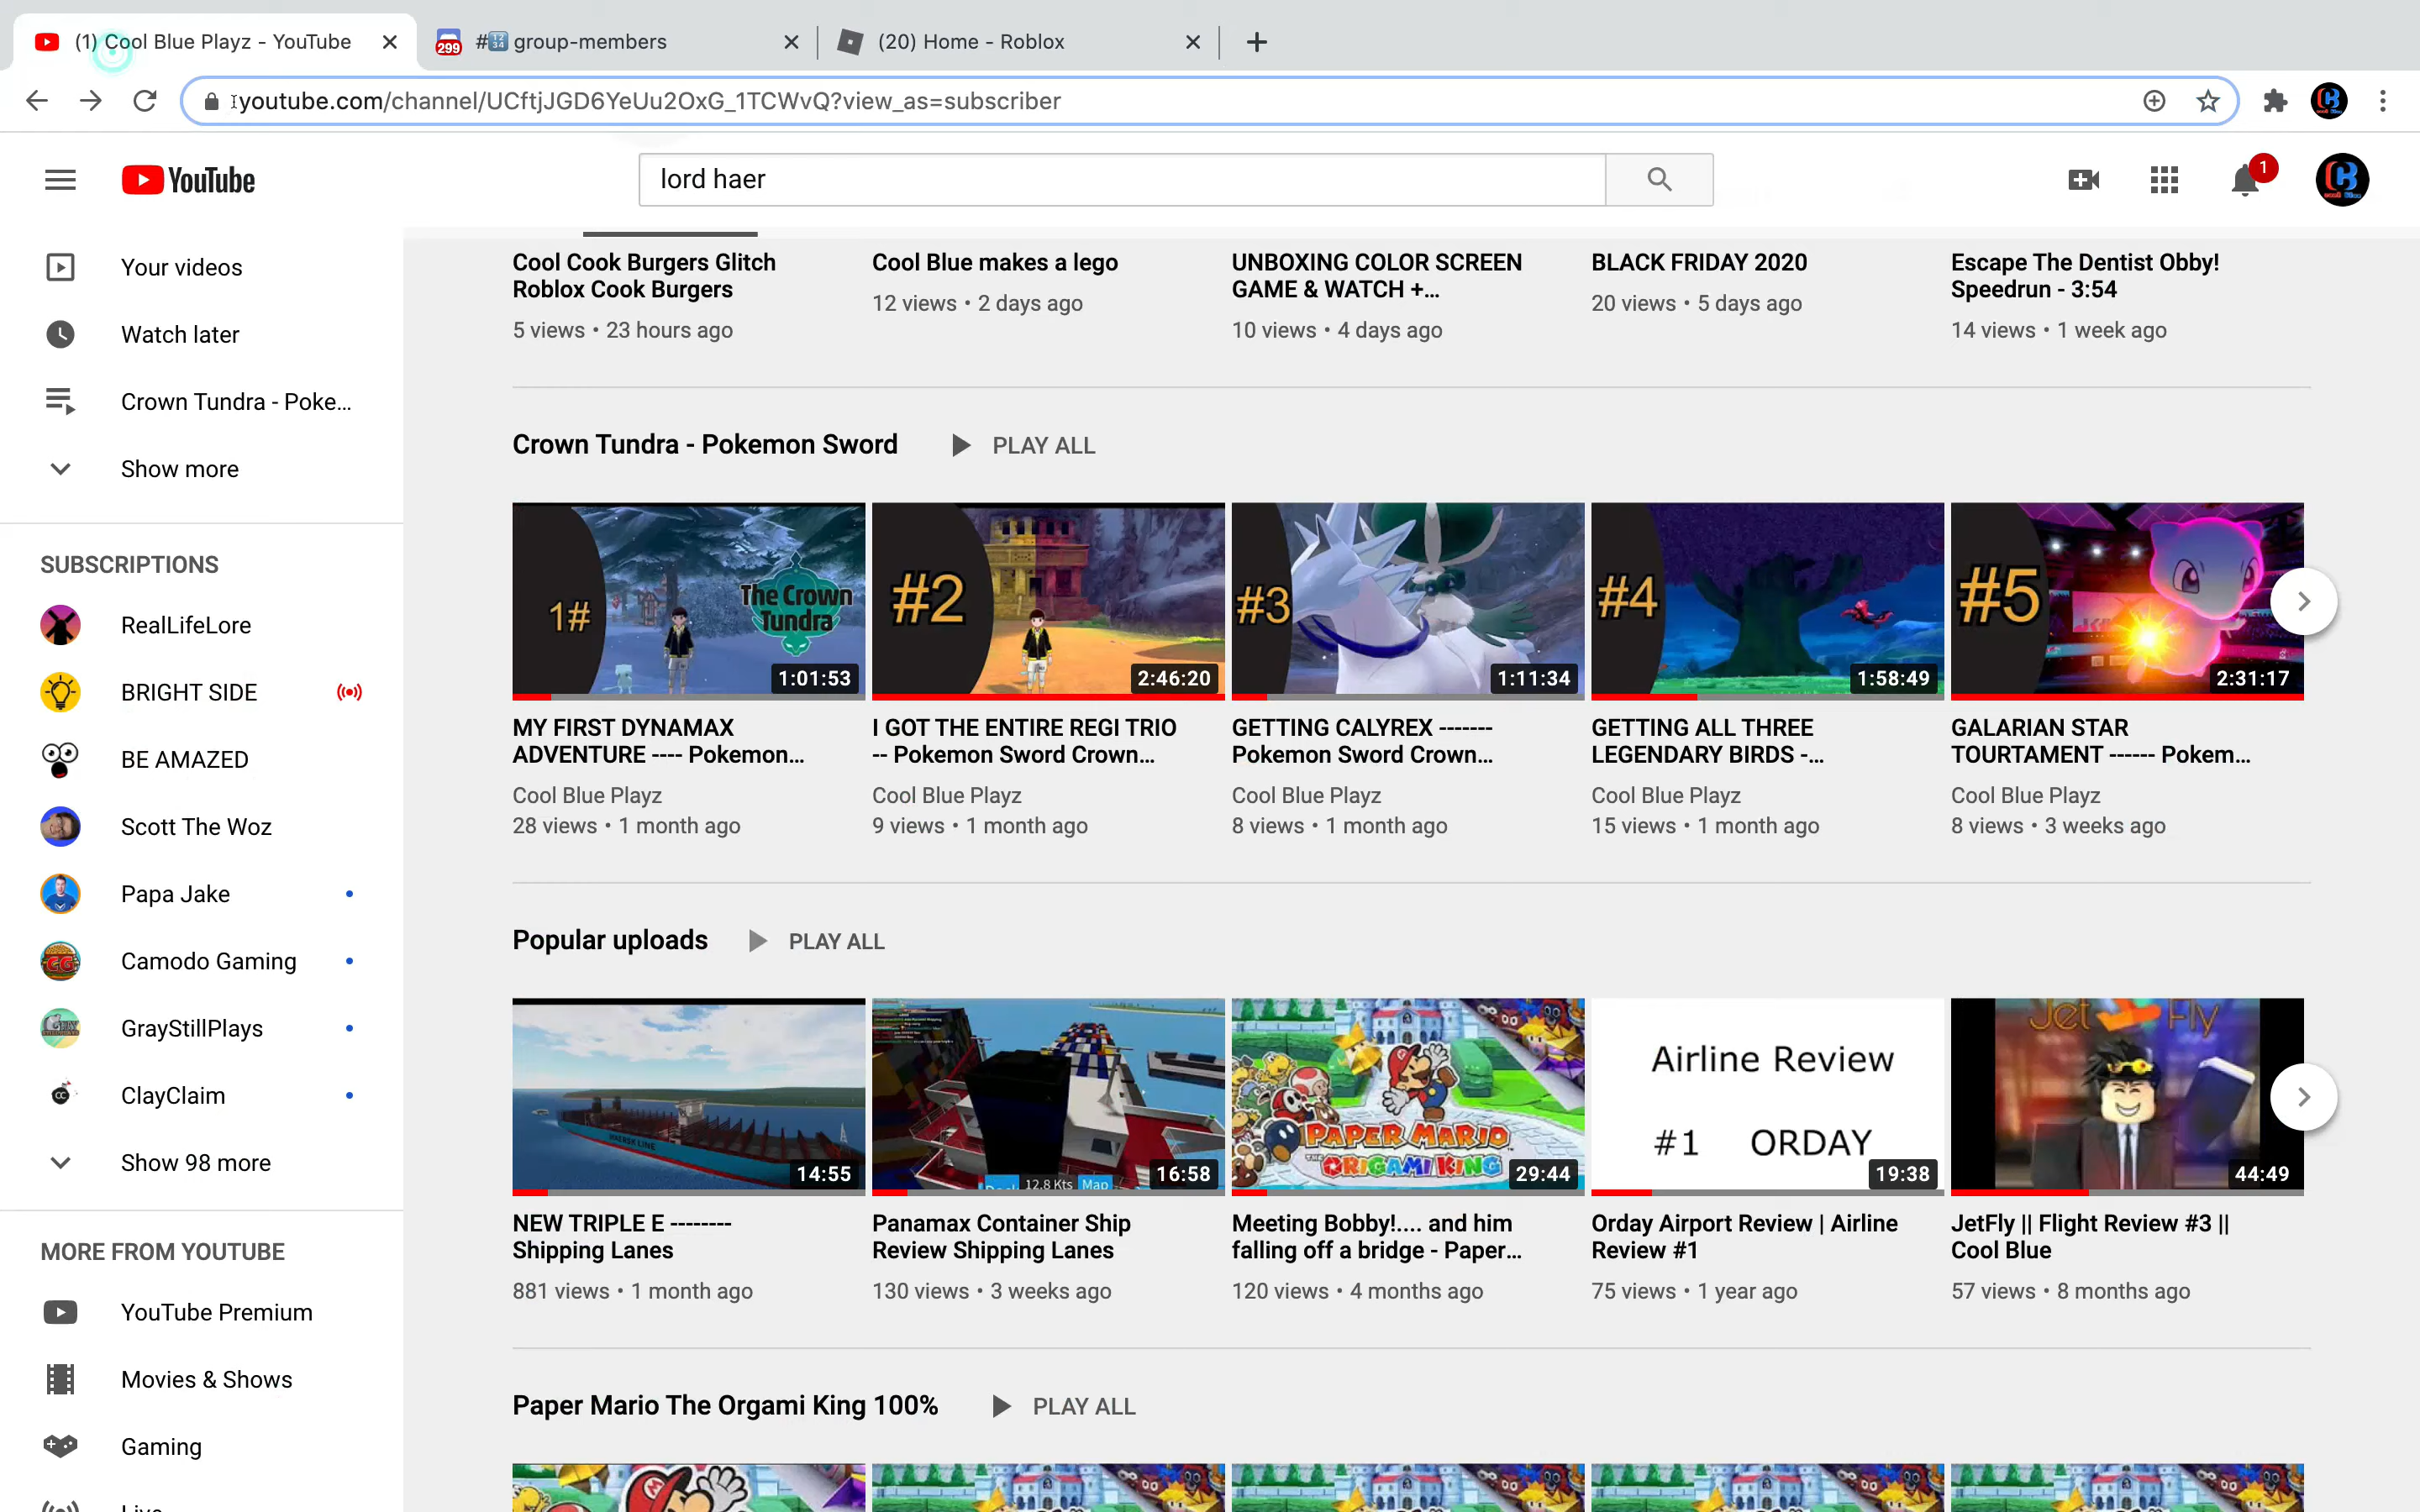 (1) Cool Blue Playz - YouTube
299
# group-members
(20) Home - Roblox
youtube.com/channel/UCftjJGD6YeUu2OxG_1TCWvQ?view_as=subscriber
YouTube
lord haer
1
Your videos
Watch later
Crown Tundra - Poke...
Show more
SUBSCRIPTIONS
RealLifeLore
BRIGHT SIDE
BE AMAZED
Scott The Woz
Papa Jake
Camodo Gaming
GrayStillPlays
ClayClaim
Show 98 more
MORE FROM YOUTUBE
YouTube Premium
Movies & Shows
Gaming
Live
Cool Cook Burgers Glitch
Roblox Cook Burgers
5 views • 23 hours ago
Cool Blue makes a lego
12 views • 2 days ago
UNBOXING COLOR SCREEN
GAME & WATCH +...
10 views • 4 days ago
BLACK FRIDAY 2020
20 views • 5 days ago
Escape The Dentist Obby!
Speedrun - 3:54
14 views • 1 week ago
Crown Tundra - Pokemon Sword
PLAY ALL
1#
The Crown
Tundra
1:01:53
MY FIRST DYNAMAX
ADVENTURE ---- Pokemon...
Cool Blue Playz
28 views • 1 month ago
#2
2:46:20
I GOT THE ENTIRE REGI TRIO
-- Pokemon Sword Crown...
Cool Blue Playz
9 views • 1 month ago
#3
1:11:34
GETTING CALYREX -------
Pokemon Sword Crown...
Cool Blue Playz
8 views • 1 month ago
#4
1:58:49
GETTING ALL THREE
LEGENDARY BIRDS -...
Cool Blue Playz
15 views • 1 month ago
#5
2:31:17
GALARIAN STAR
TOURTAMENT ------ Pokem...
Cool Blue Playz
8 views • 3 weeks ago
Popular uploads
PLAY ALL
MAERSK LINE
14:55
NEW TRIPLE E --------
Shipping Lanes
881 views • 1 month ago
12.8 Kts
Map
16:58
Panamax Container Ship
Review Shipping Lanes
130 views • 3 weeks ago
PAPER MARIO
THE ORIGAMI KING
29:44
Meeting Bobby!.... and him
falling off a bridge - Paper...
120 views • 4 months ago
Airline Review
#1 ORDAY
19:38
Orday Airport Review | Airline
Review #1
75 views • 1 year ago
Jet Fly
44:49
JetFly || Flight Review #3 ||
Cool Blue
57 views • 8 months ago
Paper Mario The Orgami King 100%
PLAY ALL